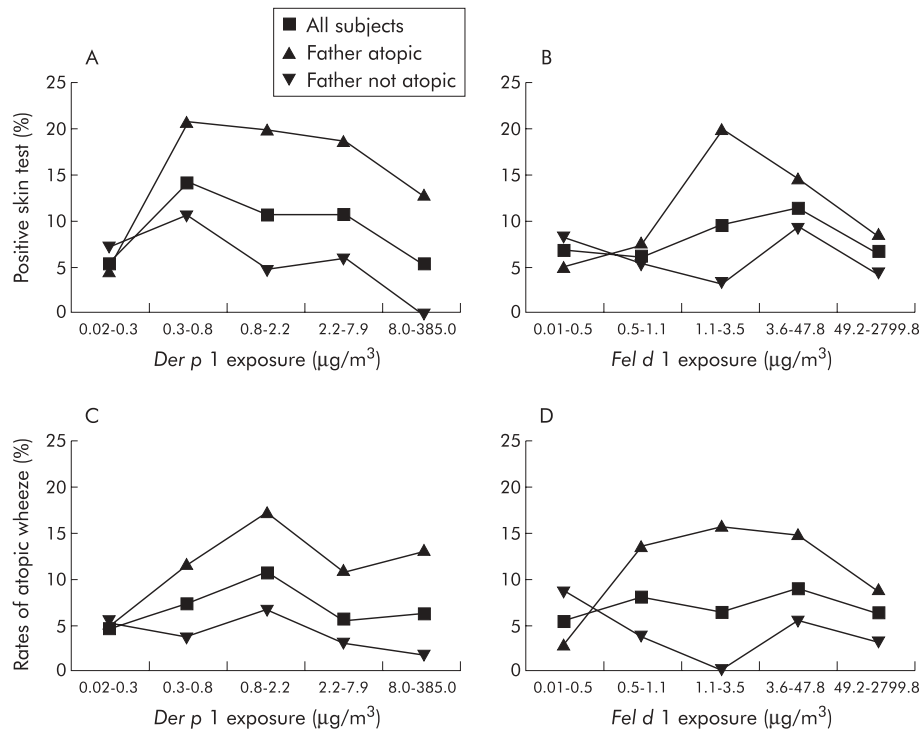 All subjects
Father atopic
Father not atopic
A
Positive skin test (%)
25
20
15
10
5
0
0.02-0.3 0.3-0.8 0.8-2.2 2.2-7.9 8.0-385.0
Der p 1 exposure (μg/m³)
B
25
20
15
10
5
0
0.01-0.5 0.5-1.1 1.1-3.5 3.6-47.8 49.2-2799.8
Fel d 1 exposure (μg/m³)
C
Rates of atopic wheeze (%)
25
20
15
10
5
0
0.02-0.3 0.3-0.8 0.8-2.2 2.2-7.9 8.0-385.0
Der p 1 exposure (μg/m³)
D
25
20
15
10
5
0
0.01-0.5 0.5-1.1 1.1-3.5 3.6-47.8 49.2-2799.8
Fel d 1 exposure (μg/m³)